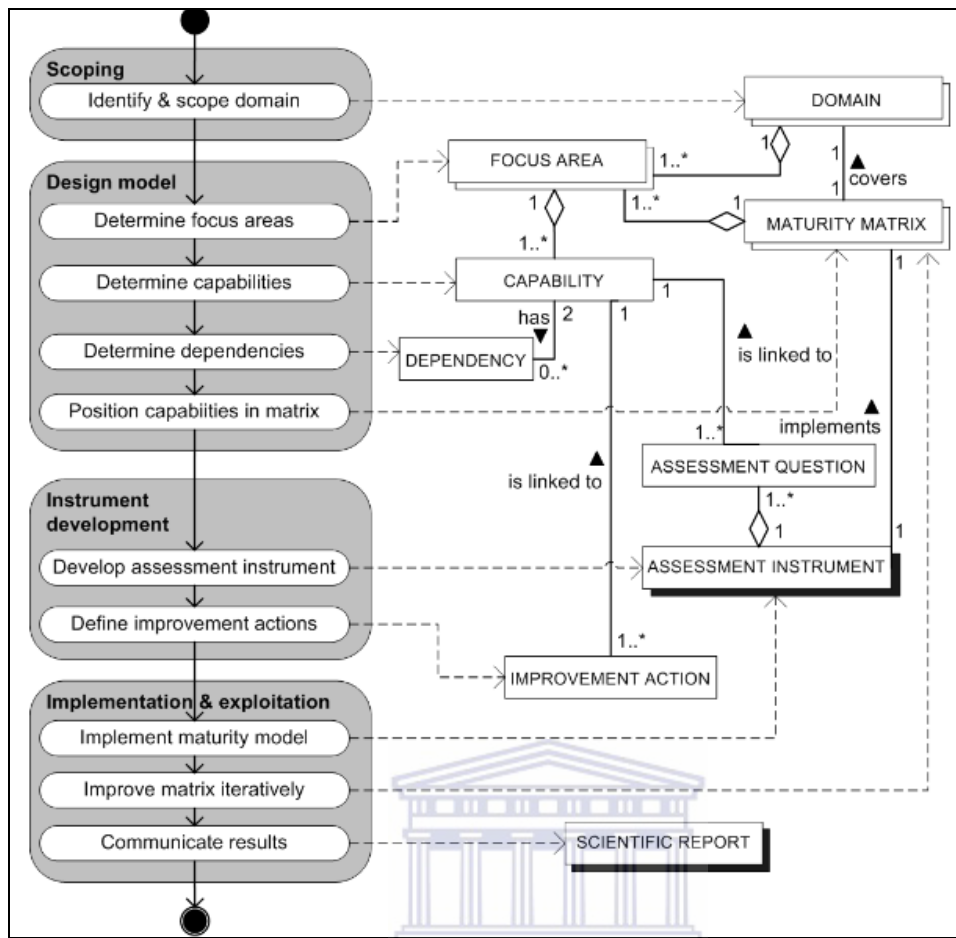 Scoping
Identify & scope domain
Design model
Determine focus areas
Determine capabilities
Determine dependencies
Position capabiities in matrix
Instrument
development
Develop assessment instrument
Define improvement actions
Implementation & exploitation
Implement maturity model
Improve matrix iteratively
Communicate results
DOMAIN
1
1
FOCUS AREA
1..*
1
covers
1
1..*
1
1
MATURITY MATRIX
1..*
1
CAPABILITY
1
has
2
1
DEPENDENCY
0..*
is linked to
1..*
implements
is linked to
ASSESSMENT QUESTION
1..*
1
1
ASSESSMENT INSTRUMENT
1..*
IMPROVEMENT ACTION
SCIENTIFIC REPORT